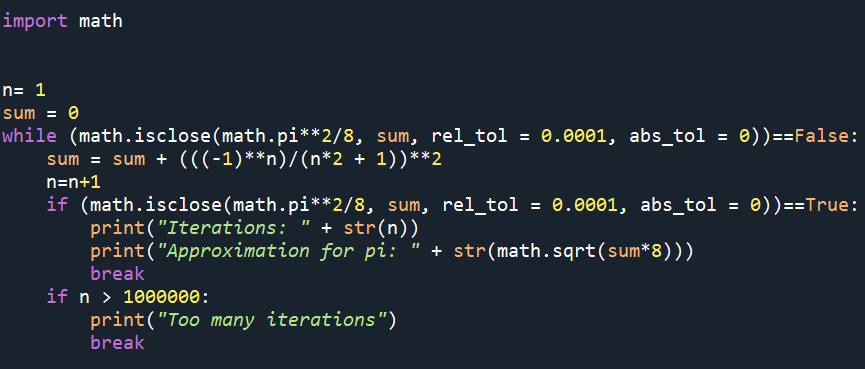 import math
n= 1
sum = 0
while (math.isclose(math.pi**2/8, sum, rel_tol = 0.0001, abs_tol = 0))==False:
    sum = sum + (((-1)**n)/(n*2 + 1))**2
    n=n+1
    if (math.isclose(math.pi**2/8, sum, rel_tol = 0.0001, abs_tol = 0))==True:
        print("Iterations: " + str(n))
        print("Approximation for pi: " + str(math.sqrt(sum*8)))
        break
    if n > 1000000:
        print("Too many iterations")
        break